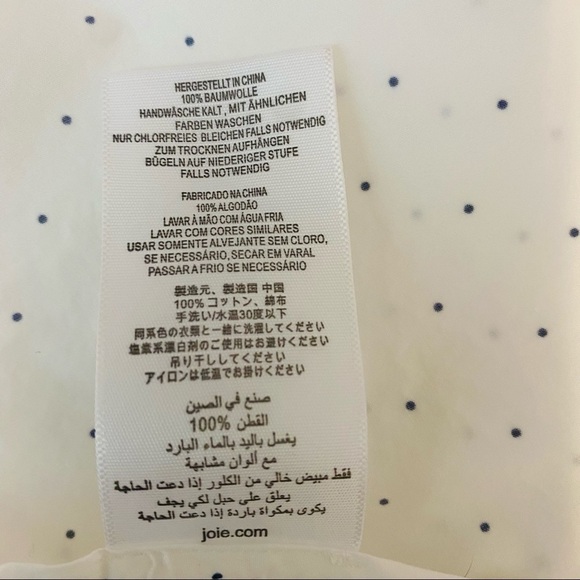 HERGESTELLT IN CHINA
100% BAUMWOLLE
HANDWÄSCHE KALT, MIT ÄHNLICHEN
FARBEN WASCHEN
NUR CHLORFREIES BLEICHEN FALLS NOTWENDIG
ZUM TROCKNEN AUFHÄNGEN
BÜGELN AUF NIEDERIGER STUFE
FALLS NOTWENDIG
FABRICADO NA CHINA
100% ALGODÃO
LAVAR À MÃO COM ÁGUA FRIA
LAVAR COM CORES SIMILARES
USAR SOMENTE ALVEJANTE SEM CLORO,
SE NECESSÁRIO, SECAR EM VARAL
PASSAR A FRIO SE NECESSÁRIO
製造元、製造国 中国
100% コットン、綿布
手洗い/水温30度以下
同系色の衣類と一緒に洗濯してください
塩素系漂白剤のご使用はお避けください
吊り干ししてください
アイロンは低温でお掛けください
صنع في الصين
القطن 100%
يغسل باليد بالماء البارد
مع ألوان مشابهة
فقط مبيض خالي من الكلور إذا دعت الحاجة
يعلق على حبل لكي يجف
يكوى بمكواة باردة إذا دعت الحاجة
joie.com